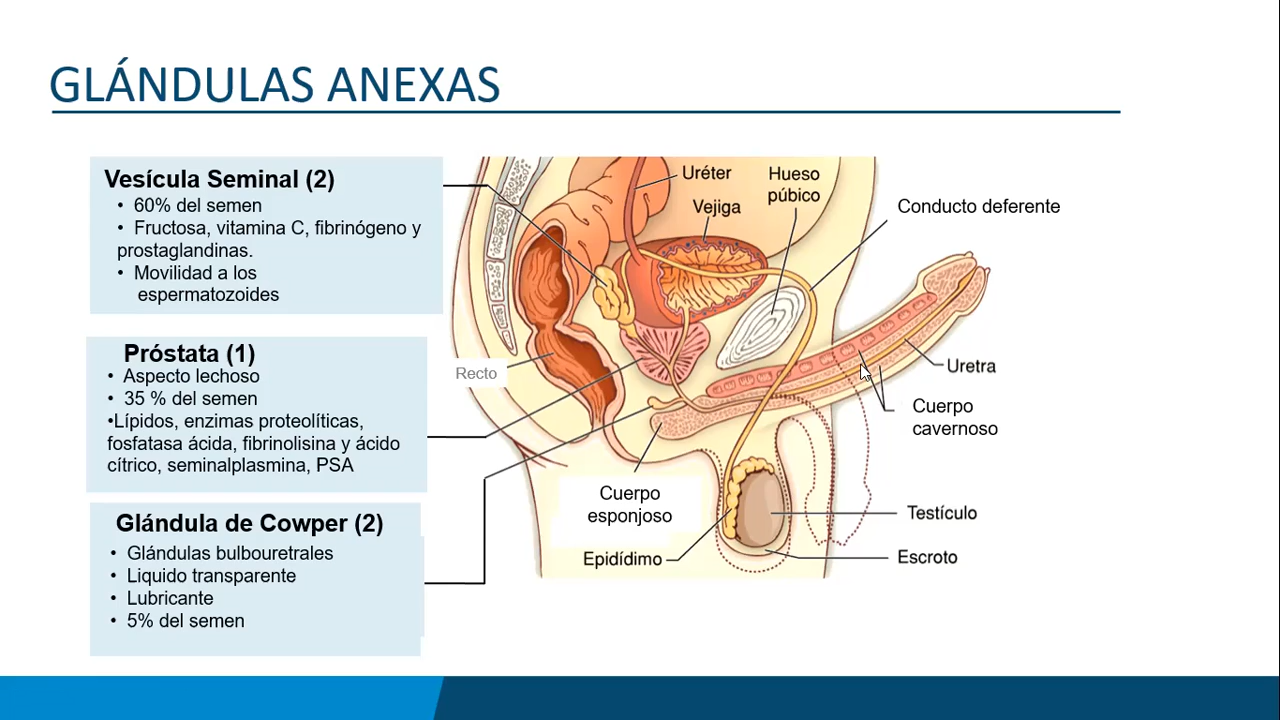 GLÁNDULAS ANEXAS
Vesícula Seminal (2)
• 60% del semen
• Fructosa, vitamina C, fibrinógeno y
prostaglandinas.
• Movilidad a los
espermatozoides
Próstata (1)
• Aspecto lechoso
• 35 % del semen
•Lípidos, enzimas proteolíticas,
fosfatasa ácida, fibrinolisina y ácido
cítrico, seminalplasmina, PSA
Glándula de Cowper (2)
• Glándulas bulbouretrales
• Liquido transparente
• Lubricante
• 5% del semen
Uréter
Hueso
púbico
Vejiga
Conducto deferente
Recto
Uretra
Cuerpo
cavernoso
Cuerpo
esponjoso
Testículo
Epidídimo
Escroto